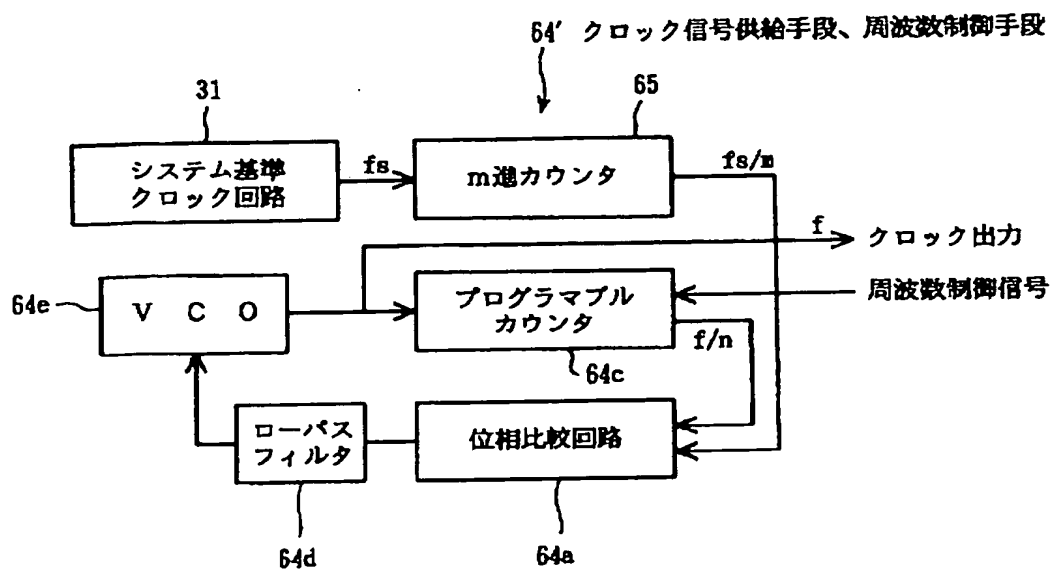 64′ クロック信号供給手段、周波数制御手段
31
65
システム基準
クロック回路
fs
m進カウンタ
fs/m
f
クロック出力
64e
V C O
プログラマブル
カウンタ
周波数制御信号
f/n
64c
ローパス
フィルタ
位相比較回路
64d
64a